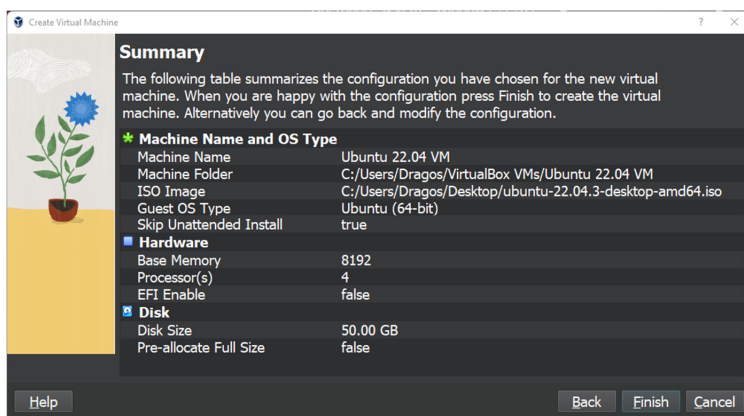 Create Virtual Machine
Summary
The following table summarizes the configuration you have chosen for the new virtual
machine. When you are happy with the configuration press Finish to create the virtual
machine. Alternatively you can go back and modify the configuration.
Machine Name and OS Type
Machine Name Ubuntu 22.04 VM
Machine Folder C:/Users/Dragos/VirtualBox VMs/Ubuntu 22.04 VM
ISO Image C:/Users/Dragos/Desktop/ubuntu-22.04.3-desktop-amd64.iso
Guest OS Type Ubuntu (64-bit)
Skip Unattended Install true
Hardware
Base Memory 8192
Processor(s) 4
EFI Enable false
Disk
Disk Size 50.00 GB
Pre-allocate Full Size false
Help Back Finish Cancel